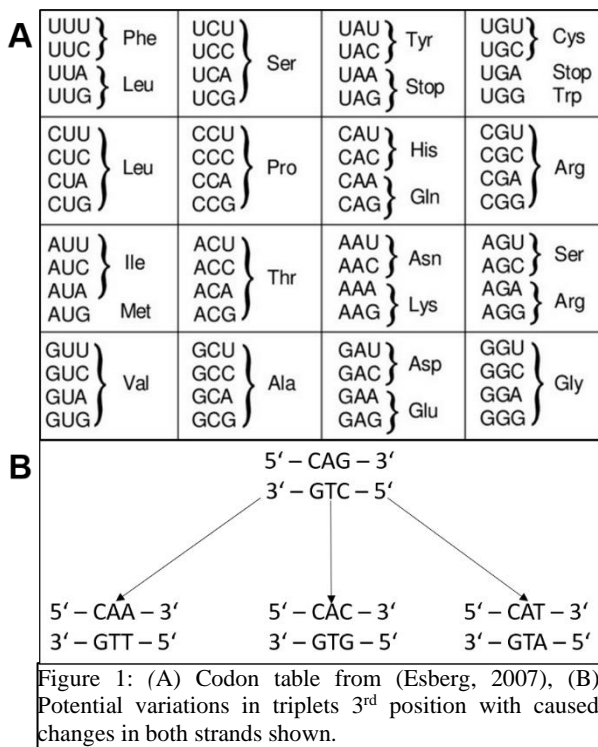 A
UUU UCU UAU UGU
UUC Phe UCC Ser UAC Tyr UGC Cys
UUA Leu UCA UAA Stop UGA Stop
UUG UCG UAG UGG Trp
CUU CCU CAU CGU
CUC Leu CCC Pro CAC His CGC Arg
CUA CCA CAA Gln CGA
CUG CCG CAG CGG
AUU ACU AAU AGU
AUC Ile ACC Thr AAC Asn AGC Ser
AUA ACA AAA Lys AGA Arg
AUG Met ACG AAG AGG
GUU GCU GAU GGU
GUC Val GCC Ala GAC Asp GGC Gly
GUA GCA GAA Glu GGA
GUG GCG GAG GGG
B
5‘ – CAG – 3‘
3‘ – GTC – 5‘
5‘ – CAA – 3‘ 5‘ – CAC – 3‘ 5‘ – CAT – 3‘
3‘ – GTT – 5‘ 3‘ – GTG – 5‘ 3‘ – GTA – 5‘
Figure 1: (A) Codon table from (Esberg, 2007), (B)
Potential variations in triplets 3rd position with caused
changes in both strands shown.